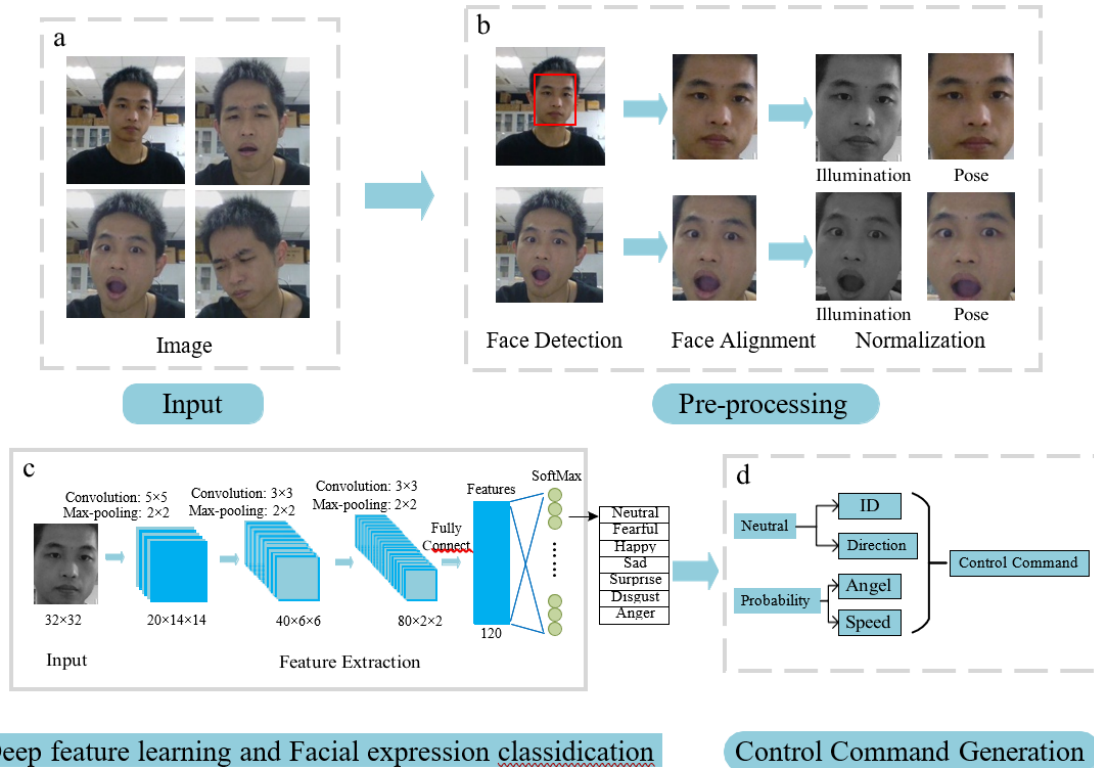 a
Image
Input
b
Illumination
Pose
Illumination
Pose
Face Detection
Face Alignment
Normalization
Pre-processing
c
Convolution: 5×5
Max-pooling: 2×2
Convolution: 3×3
Max-pooling: 2×2
Convolution: 3×3
Max-pooling: 2×2
Fully
Connect
Features
SoftMax
32×32
20×14×14
40×6×6
80×2×2
120
Input
Feature Extraction
Neutral
Fearful
Happy
Sad
Surprise
Disgust
Anger
d
Neutral
ID
Direction
Probability
Angel
Speed
Control Command
eep feature learning and Facial expression classidication
Control Command Generation